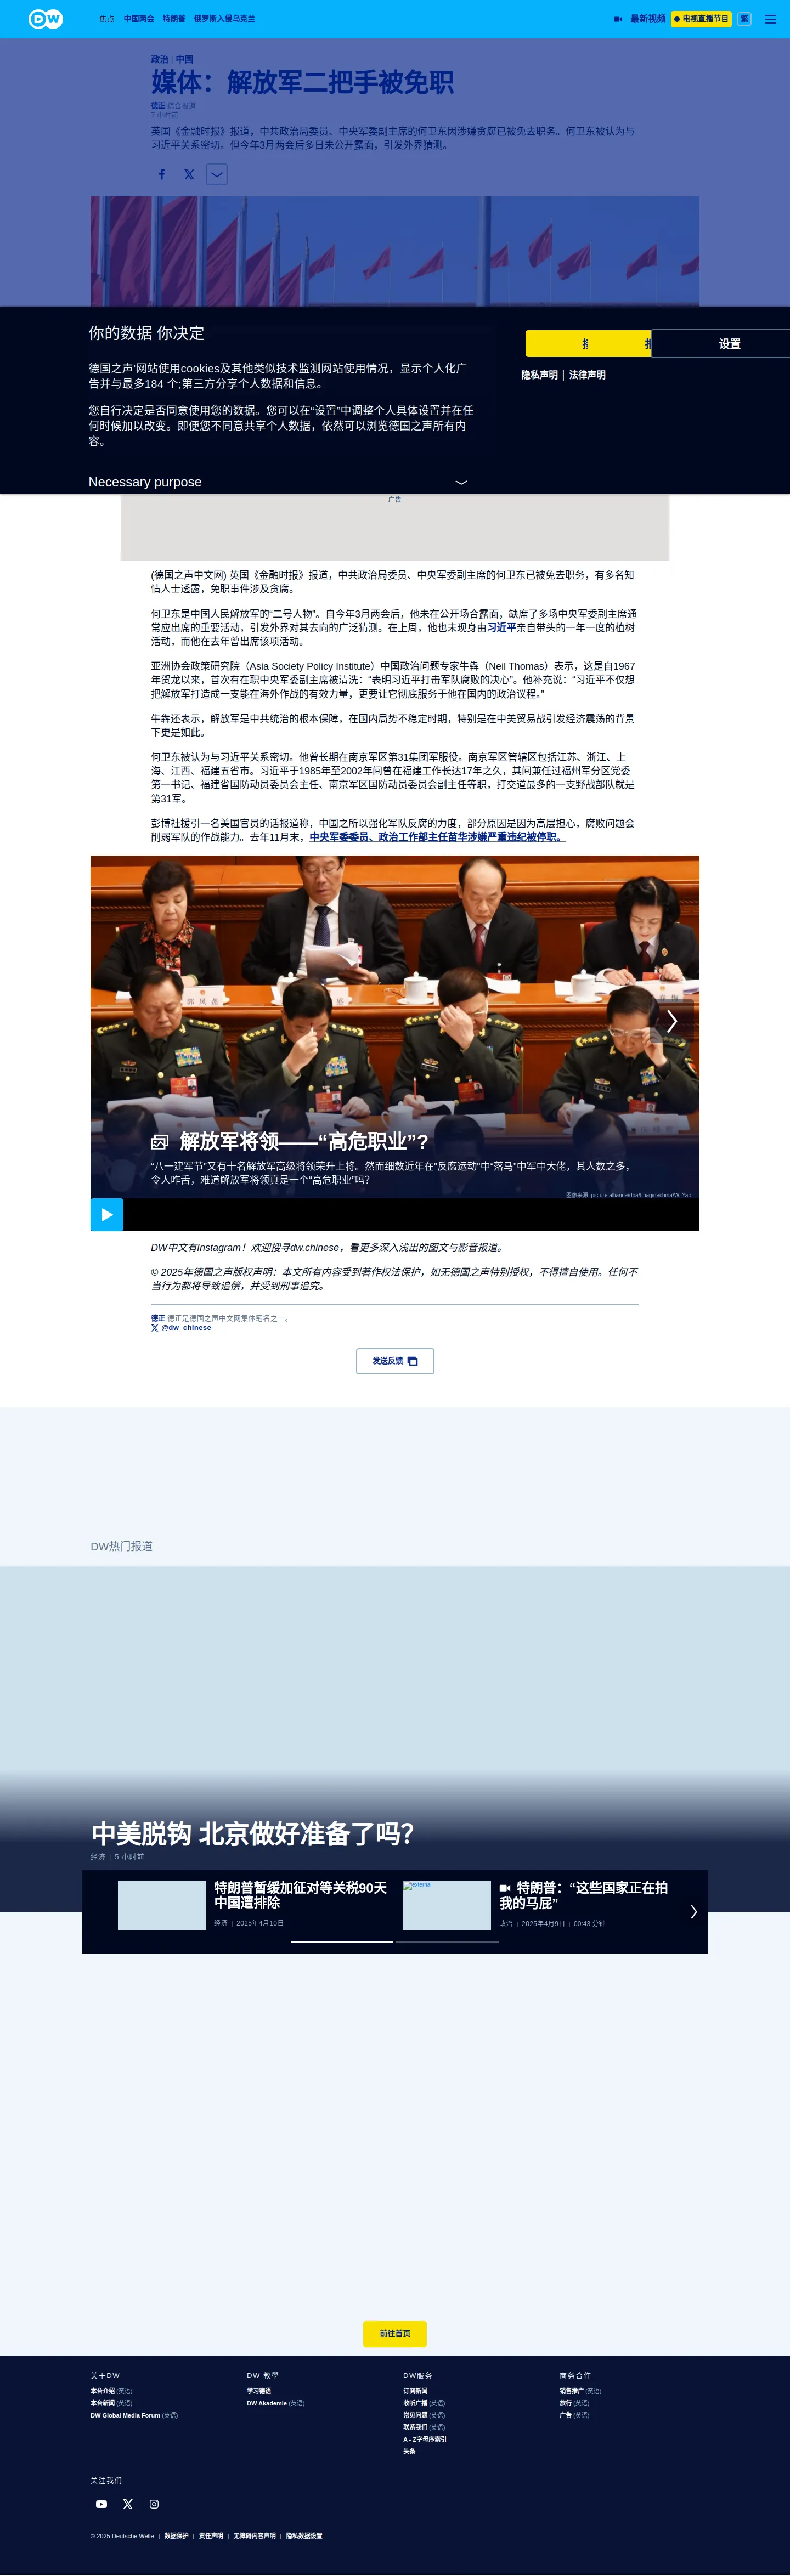 DW
焦点 中国两会 特朗普 俄罗斯入侵乌克兰 最新视频 电视直播节目 繁
政治 | 中国
媒体：解放军二把手被免职
德正 综合报道
7 小时前
英国《金融时报》报道，中共政治局委员、中央军委副主席的何卫东因涉嫌贪腐已被免去职务。何卫东被认为与
习近平关系密切。但今年3月两会后多日未公开露面，引发外界猜测。
你的数据 你决定
设置
德国之声'网站使用cookies及其他类似技术监测网站使用情况，显示个人化广
告并与最多184 个;第三方分享个人数据和信息。
隐私声明 | 法律声明
您自行决定是否同意使用您的数据。您可以在“设置”中调整个人具体设置并在任
何时候加以改变。即便您不同意共享个人数据，依然可以浏览德国之声所有内
容。
Necessary purpose
广告
(德国之声中文网) 英国《金融时报》报道，中共政治局委员、中央军委副主席的何卫东已被免去职务，有多名知
情人士透露，免职事件涉及贪腐。
何卫东是中国人民解放军的“二号人物”。自今年3月两会后，他未在公开场合露面，缺席了多场中央军委副主席通
常应出席的重要活动，引发外界对其去向的广泛猜测。在上周，他也未现身由习近平亲自带头的一年一度的植树
活动，而他在去年曾出席该项活动。
亚洲协会政策研究院（Asia Society Policy Institute）中国政治问题专家牛犇（Neil Thomas）表示，这是自1967
年贺龙以来，首次有在职中央军委副主席被清洗：“表明习近平打击军队腐败的决心”。他补充说：“习近平不仅想
把解放军打造成一支能在海外作战的有效力量，更要让它彻底服务于他在国内的政治议程。”
牛犇还表示，解放军是中共统治的根本保障，在国内局势不稳定时期，特别是在中美贸易战引发经济震荡的背景
下更是如此。
何卫东被认为与习近平关系密切。他曾长期在南京军区第31集团军服役。南京军区管辖区包括江苏、浙江、上
海、江西、福建五省市。习近平于1985年至2002年间曾在福建工作长达17年之久，其间兼任过福州军分区党委
第一书记、福建省国防动员委员会主任、南京军区国防动员委员会副主任等职，打交道最多的一支野战部队就是
第31军。
彭博社援引一名美国官员的话报道称，中国之所以强化军队反腐的力度，部分原因是因为高层担心，腐败问题会
削弱军队的作战能力。去年11月末，中央军委委员、政治工作部主任苗华涉嫌严重违纪被停职。
解放军将领——“高危职业”?
“八一建军节”又有十名解放军高级将领荣升上将。然而细数近年在“反腐运动”中“落马”中军中大佬，其人数之多，
令人咋舌，难道解放军将领真是一个“高危职业”吗？
图像来源: picture alliance/dpa/Imaginechina/W. Yao
DW中文有Instagram！欢迎搜寻dw.chinese，看更多深入浅出的图文与影音报道。
© 2025年德国之声版权声明：本文所有内容受到著作权法保护，如无德国之声特别授权，不得擅自使用。任何不
当行为都将导致追偿，并受到刑事追究。
德正 德正是德国之声中文网集体笔名之一。
@dw_chinese
发送反馈
DW热门报道
中美脱钩 北京做好准备了吗？
经济 | 5 小时前
特朗普暂缓加征对等关税90天
中国遭排除
经济 | 2025年4月10日
external
特朗普：“这些国家正在拍
我的马屁”
政治 | 2025年4月9日 | 00:43 分钟
前往首页
关于DW
本台介绍 (英语)
本台新闻 (英语)
DW Global Media Forum (英语)
DW 教學
学习德语
DW Akademie (英语)
DW服务
订阅新闻
收听广播 (英语)
常见问题 (英语)
联系我们 (英语)
A - Z字母序索引
头条
商务合作
销售推广 (英语)
旅行 (英语)
广告 (英语)
关注我们
© 2025 Deutsche Welle | 数据保护 | 责任声明 | 无障碍内容声明 | 隐私数据设置